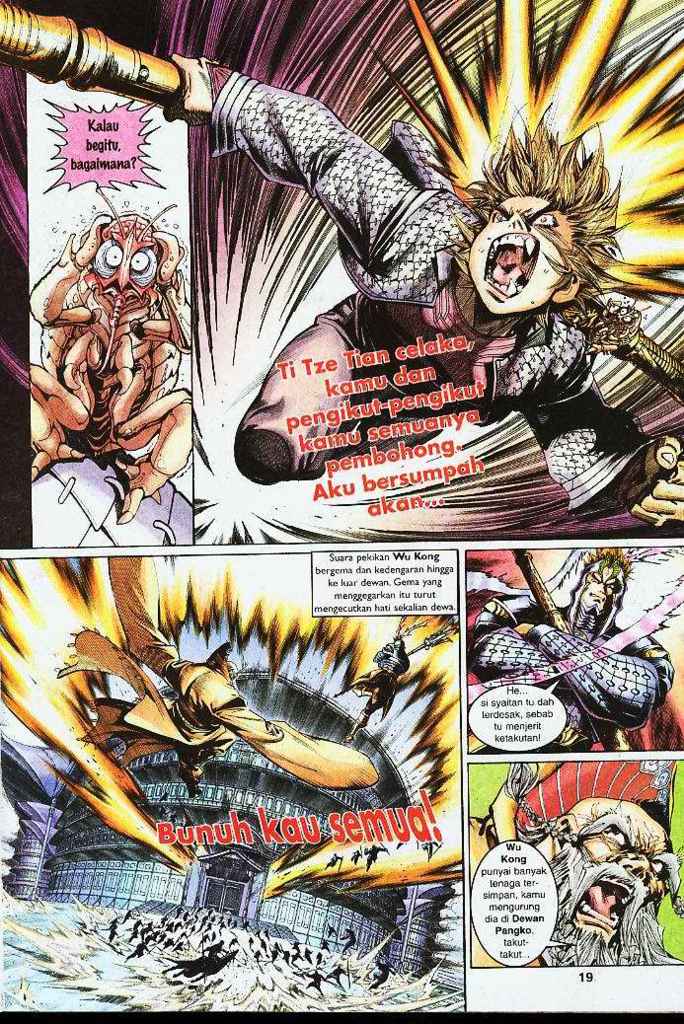 Kalau
begitu,
bagaimana?
Ti Tze Tian celaka,
kamu dan
pengikut-pengikut
kamu semuanya
pembohong.
Aku bersumpah
akan...
Suara pekikan Wu Kong
bergema dan kedengaran hingga
ke luar dewan. Gema yang
menggegarkan itu turut
mengecutkan hati sekalian dewa.
Bunuh kau semua!
He...
si syaitan tu dah
terdesak, sebab
tu menjerit
ketakutan!
Wu
Kong
punyai banyak
tenaga ter-
simpan, kamu
mengurung
dia di Dewan
Pangko,
takut-
takut...
19